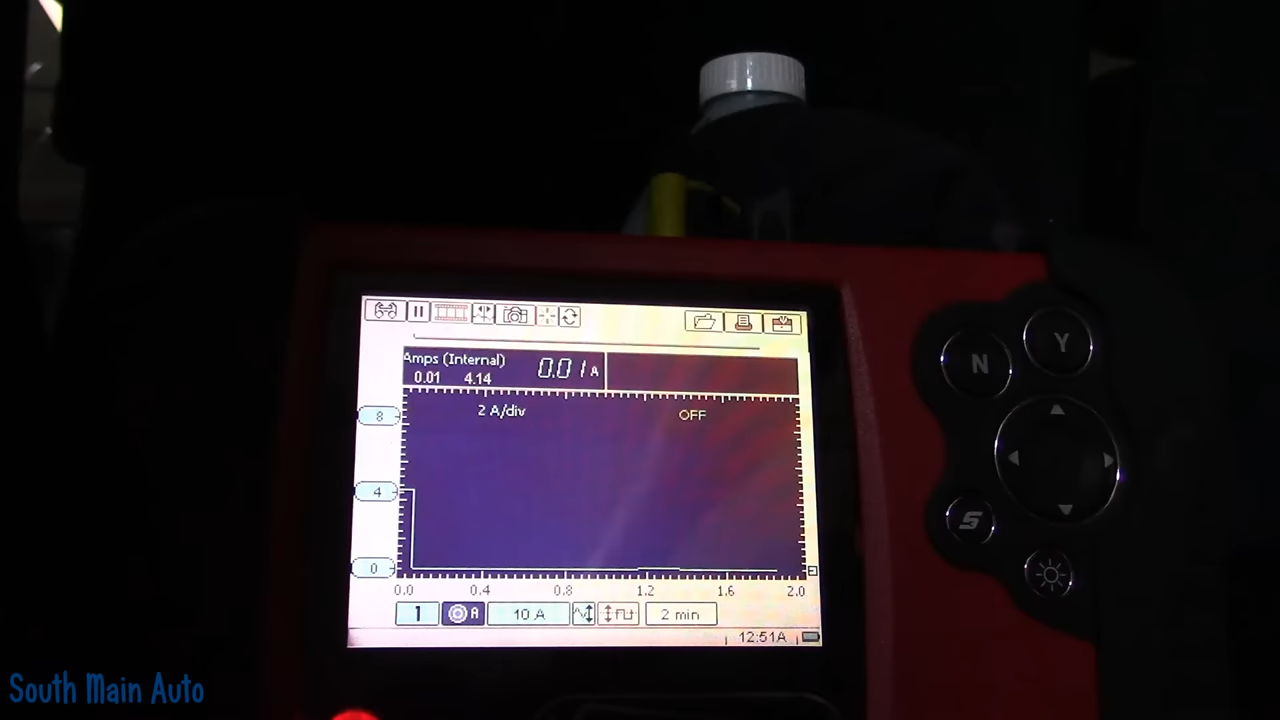 Amps (Internal)
0.01 4.14
0.01 A
8
2 A/div
OFF
4
0
0.0 0.4 0.8 1.2 1.6 2.0
1
A
10 A
2 min
12:51A
N
Y
S
South Main Auto